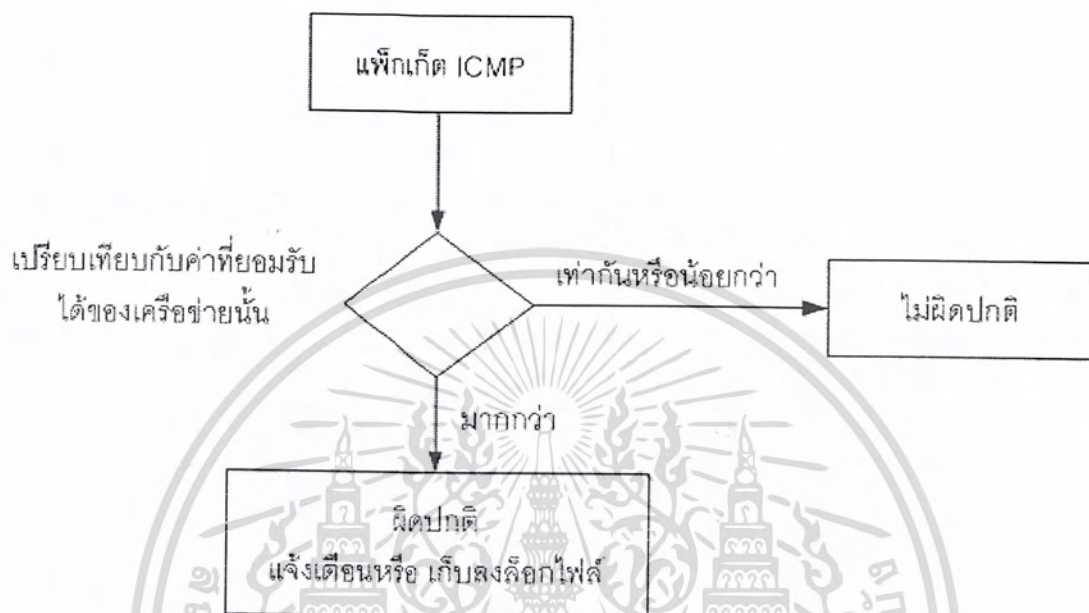 แพ็กเก็ต ICMP
เปรียบเทียบกับค่าที่ยอมรับ
ได้ของเครือข่ายนั้น
เท่ากันหรือน้อยกว่า
ไม่ผิดปกติ
มากกว่า
ผิดปกติ
แจ้งเตือนหรือ เก็บลงล็อกไฟล์